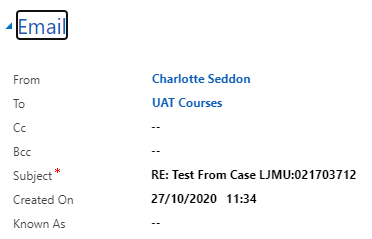 Email
From Charlotte Seddon
To UAT Courses
Cc --
Bcc --
Subject * RE: Test From Case LJMU:021703712
Created On 27/10/2020 11:34
Known As --